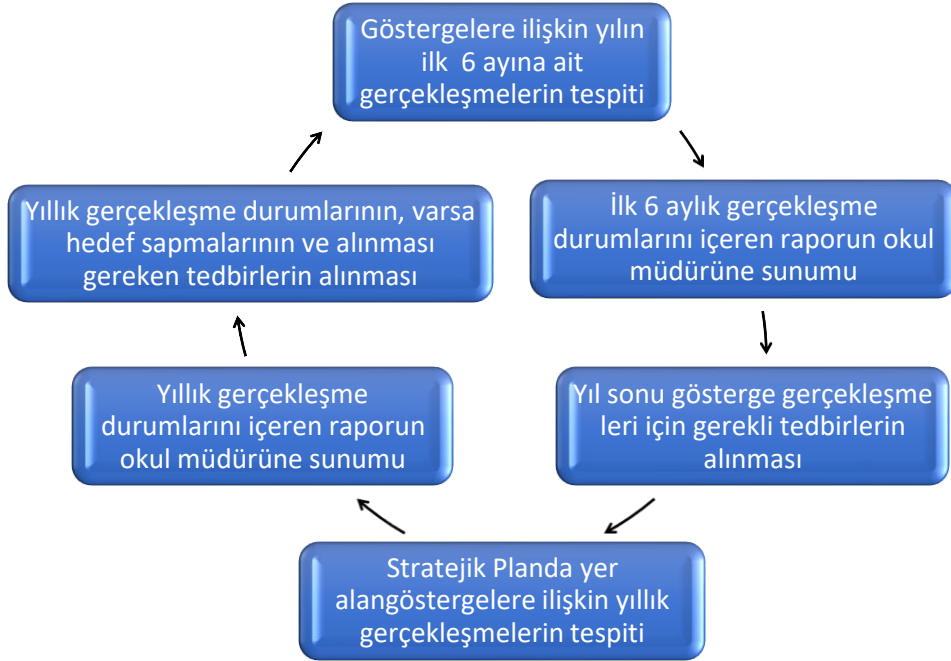 Göstergelere ilişkin yılın
ilk 6 ayına ait
gerçekleşmelerin tespiti
İlk 6 aylık gerçekleşme
durumlarını içeren raporun okul
müdürüne sunumu
Yıl sonu gösterge gerçekleşme
leri için gerekli tedbirlerin
alınması
Stratejik Planda yer
alangöstergelere ilişkin yıllık
gerçekleşmelerin tespiti
Yıllık gerçekleşme
durumlarını içeren raporun
okul müdürüne sunumu
Yıllık gerçekleşme durumlarının, varsa
hedef sapmalarının ve alınması
gereken tedbirlerin alınması